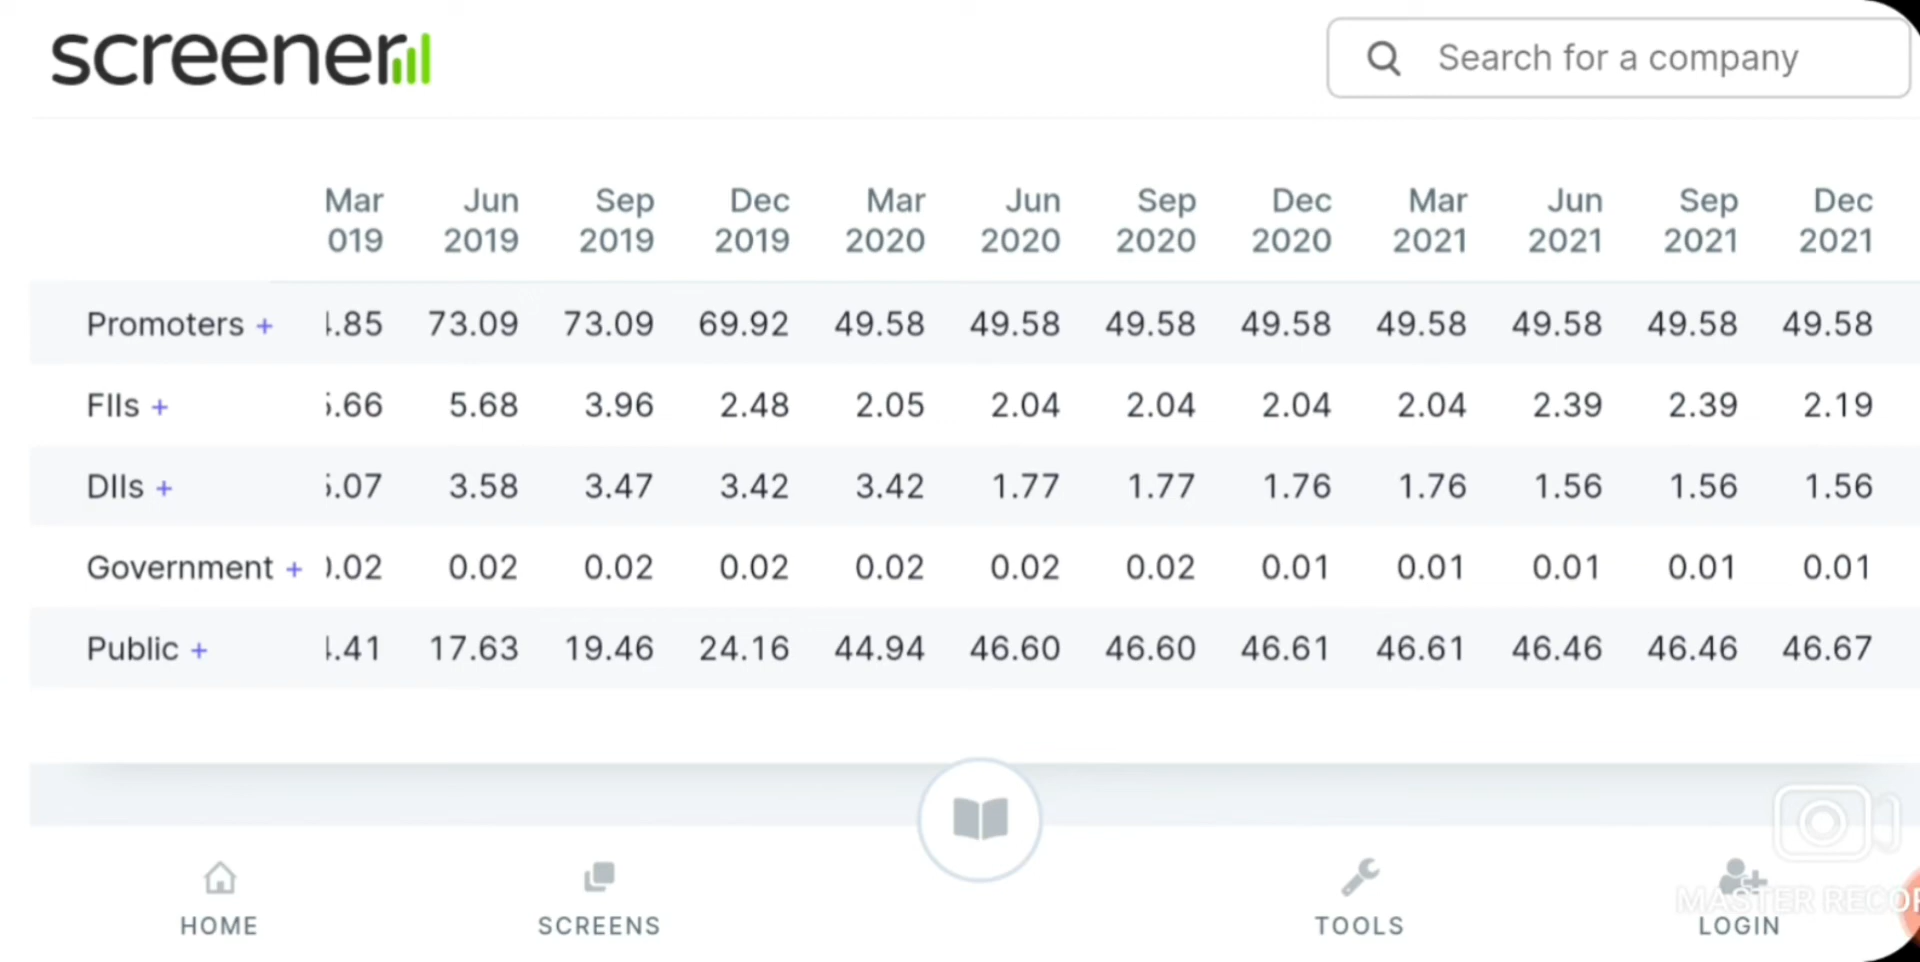 screener
Search for a company
Mar Jun Sep Dec Mar Jun Sep Dec Mar Jun Sep Dec
019 2019 2019 2019 2020 2020 2020 2020 2021 2021 2021 2021
Promoters + .85 73.09 73.09 69.92 49.58 49.58 49.58 49.58 49.58 49.58 49.58 49.58
FIIs + .66 5.68 3.96 2.48 2.05 2.04 2.04 2.04 2.04 2.39 2.39 2.19
DIIs + .07 3.58 3.47 3.42 3.42 1.77 1.77 1.76 1.76 1.56 1.56 1.56
Government + .02 0.02 0.02 0.02 0.02 0.02 0.02 0.01 0.01 0.01 0.01 0.01
Public + .41 17.63 19.46 24.16 44.94 46.60 46.60 46.61 46.61 46.46 46.46 46.67
MASTER RECOR
HOME SCREENS TOOLS LOGIN